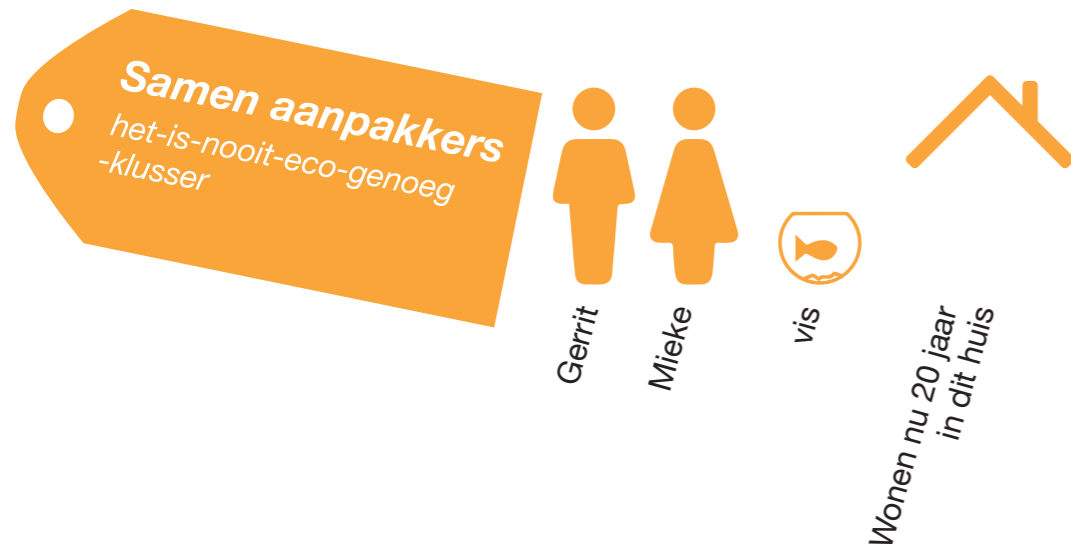 Samen aanpakkers
het-is-nooit-eco-genoeg
-klusser
Gerrit
Mieke
vis
Wonen nu 20 jaar
in dit huis